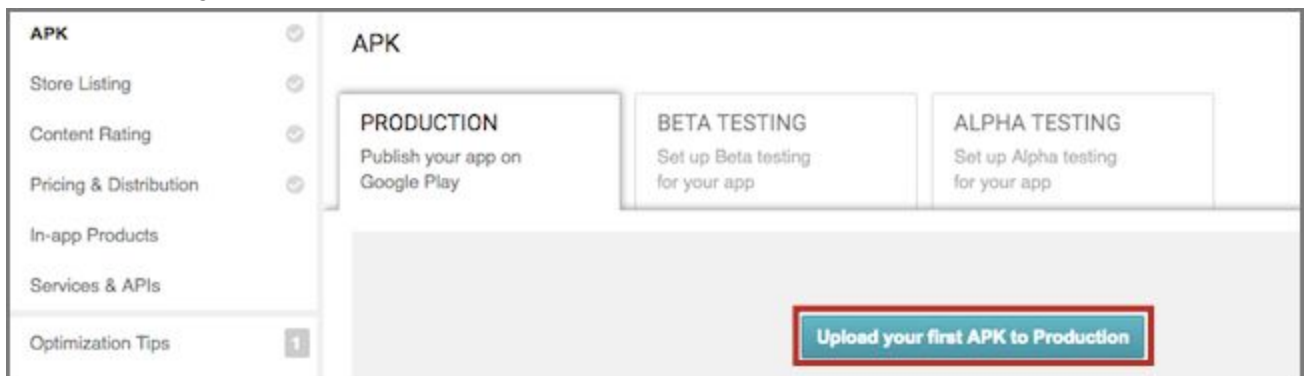 APK
Store Listing
Content Rating
Pricing & Distribution
In-app Products
Services & APIs
Optimization Tips
1
APK
PRODUCTION
Publish your app on
Google Play
BETA TESTING
Set up Beta testing
for your app
ALPHA TESTING
Set up Alpha testing
for your app
Upload your first APK to Production